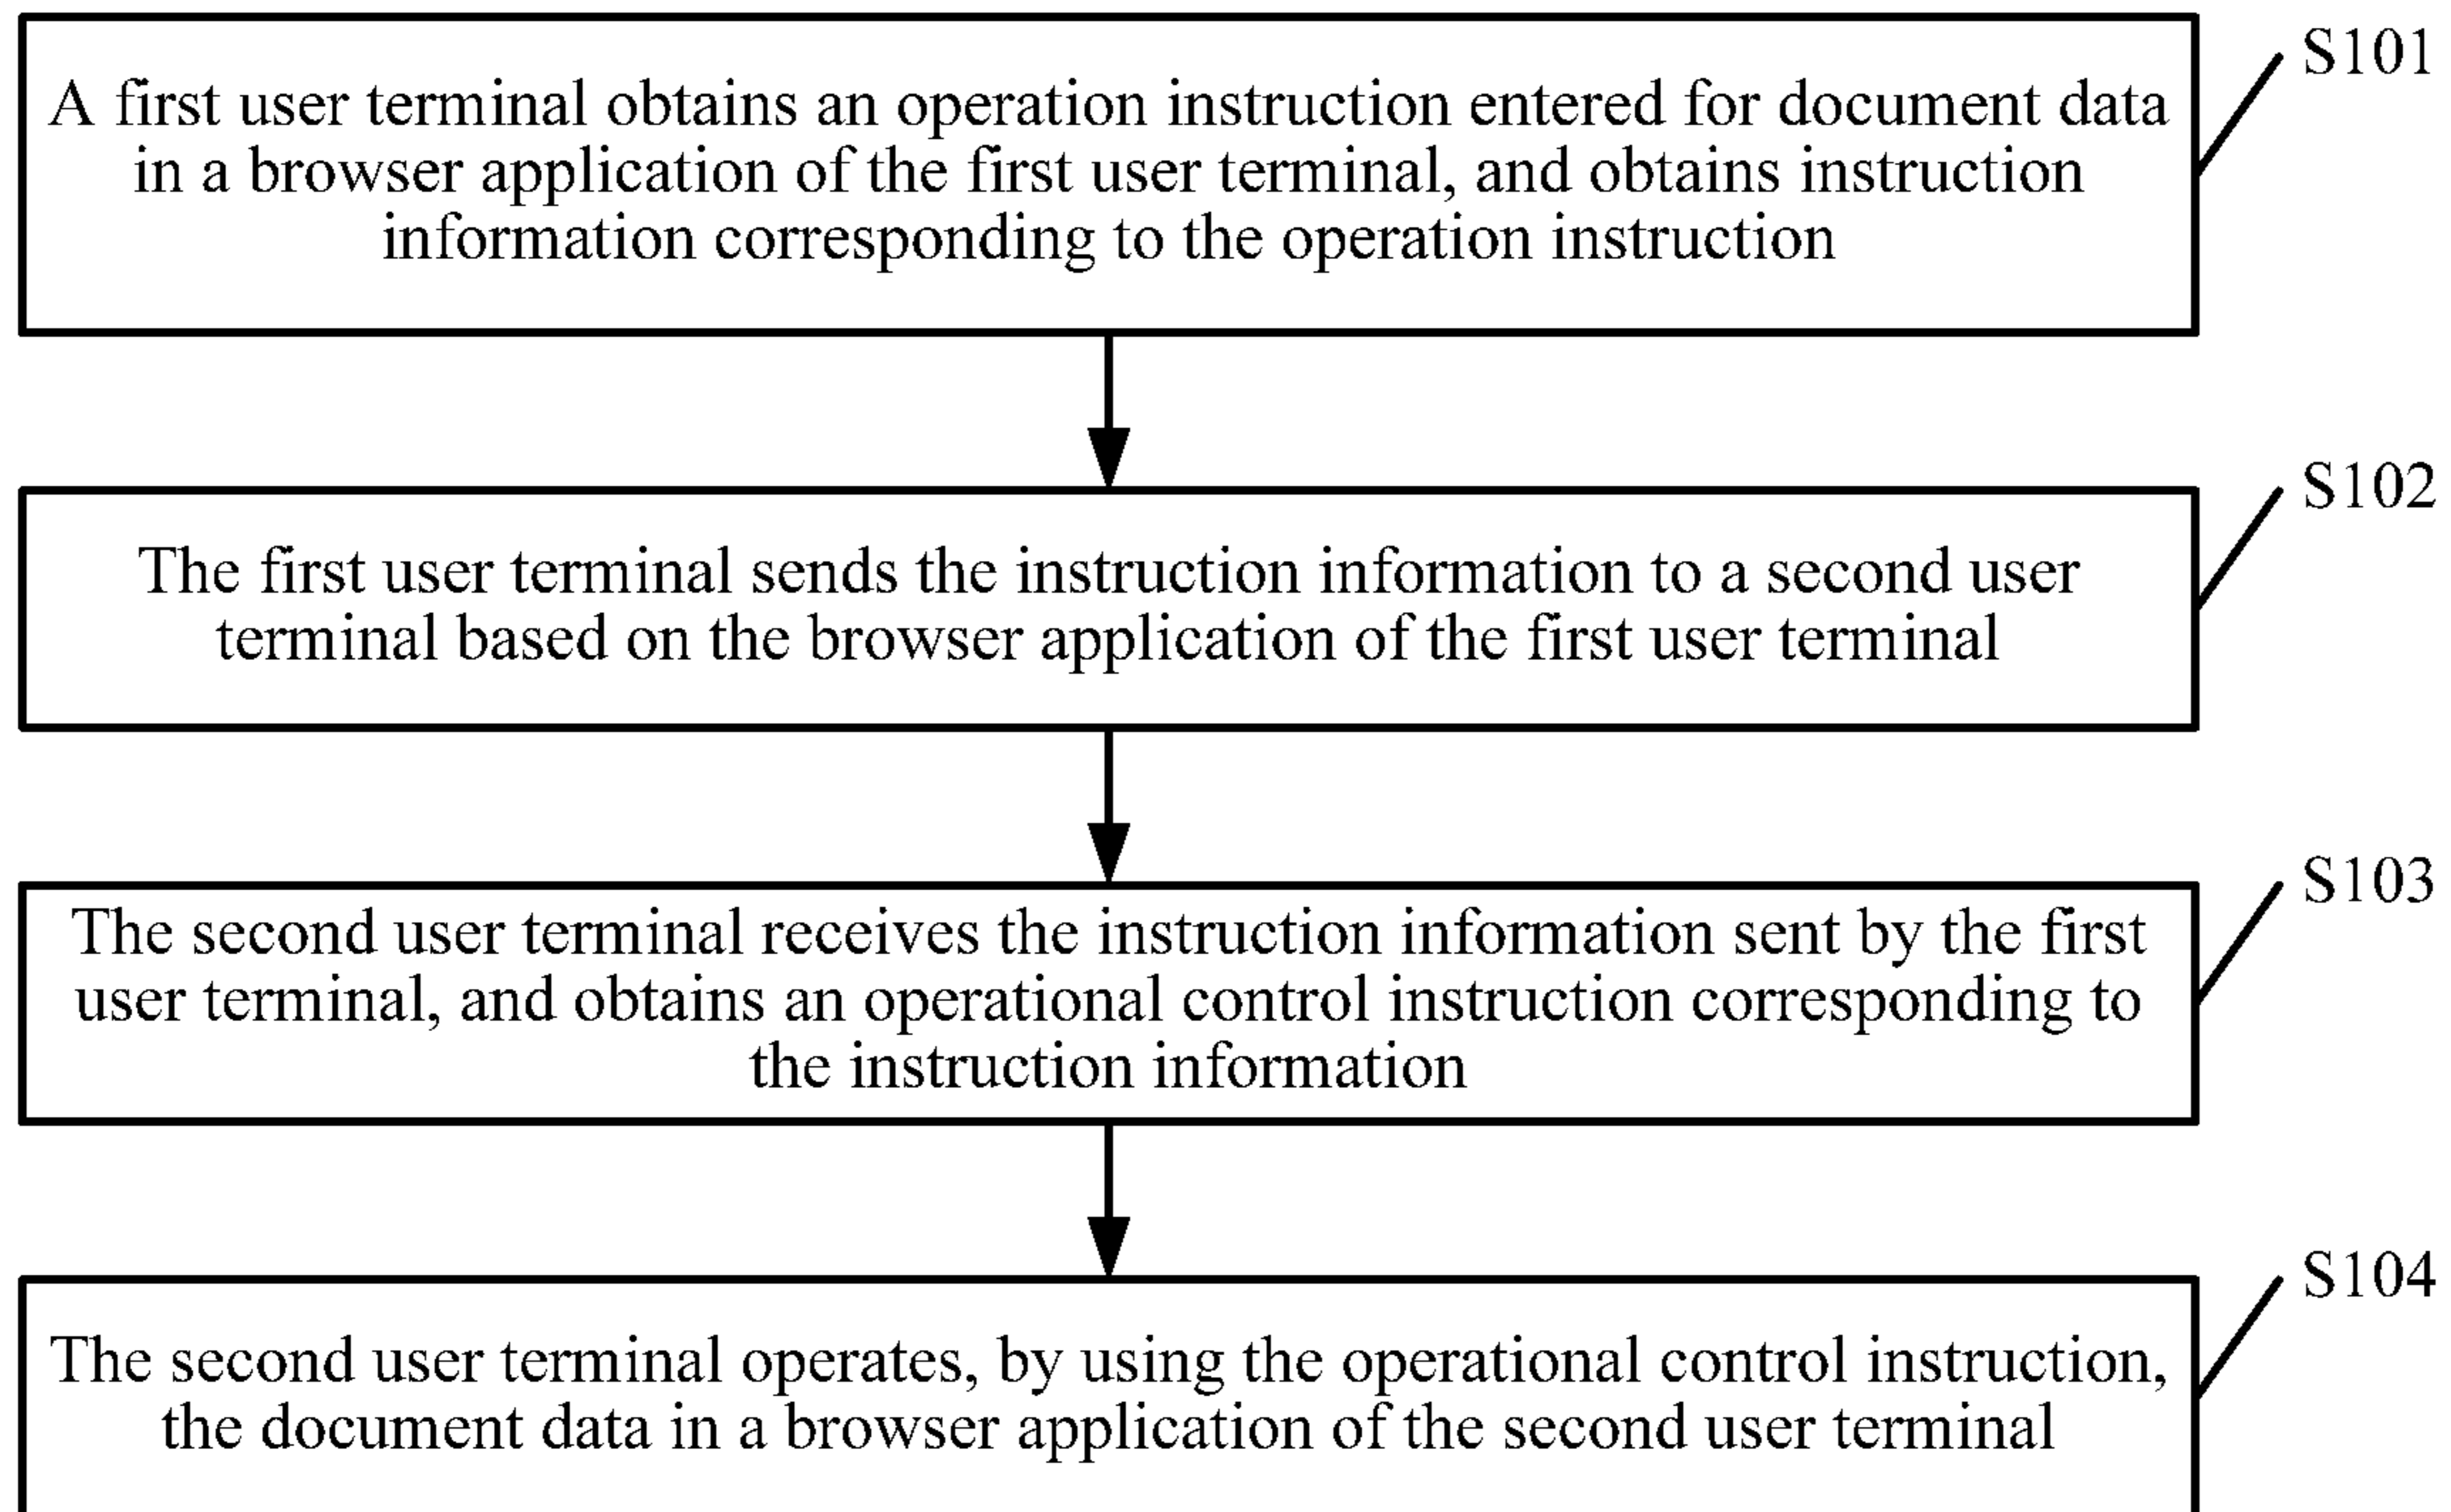 S101
A first user terminal obtains an operation instruction entered for document data
in a browser application of the first user terminal, and obtains instruction
information corresponding to the operation instruction
S102
The first user terminal sends the instruction information to a second user
terminal based on the browser application of the first user terminal
S103
The second user terminal receives the instruction information sent by the first
user terminal, and obtains an operational control instruction corresponding to
the instruction information
S104
The second user terminal operates, by using the operational control instruction,
the document data in a browser application of the second user terminal